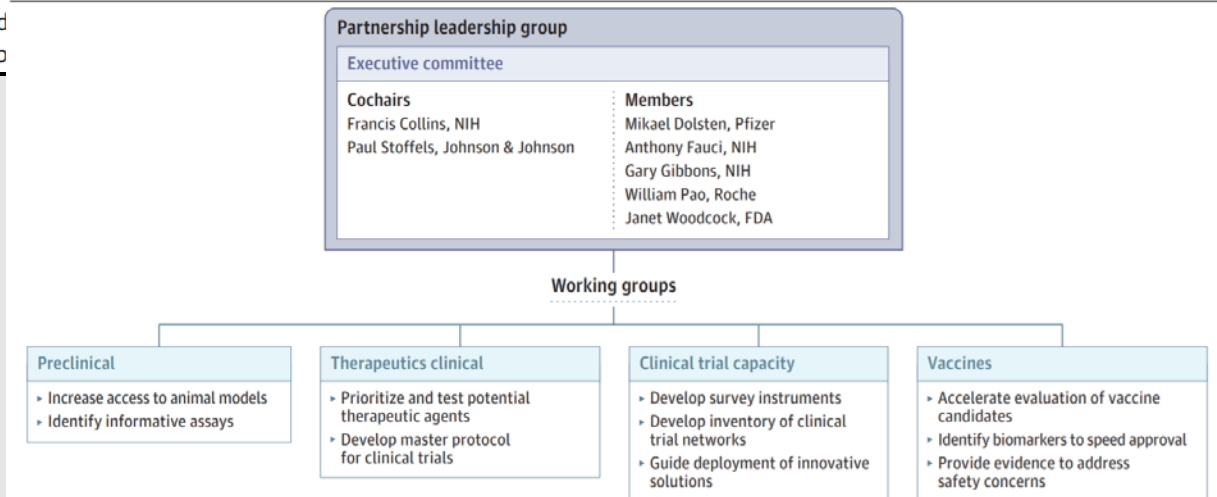 Partnership leadership group
Executive committee
Cochairs
Francis Collins, NIH
Paul Stoffels, Johnson & Johnson
Members
Mikael Dolsten, Pfizer
Anthony Fauci, NIH
Gary Gibbons, NIH
William Pao, Roche
Janet Woodcock, FDA
Working groups
Preclinical
▸ Increase access to animal models
▸ Identify informative assays
Therapeutics clinical
▸ Prioritize and test potential
therapeutic agents
▸ Develop master protocol
for clinical trials
Clinical trial capacity
▸ Develop survey instruments
▸ Develop inventory of clinical
trial networks
▸ Guide deployment of innovative
solutions
Vaccines
▸ Accelerate evaluation of vaccine
candidates
▸ Identify biomarkers to speed approval
▸ Provide evidence to address
safety concerns